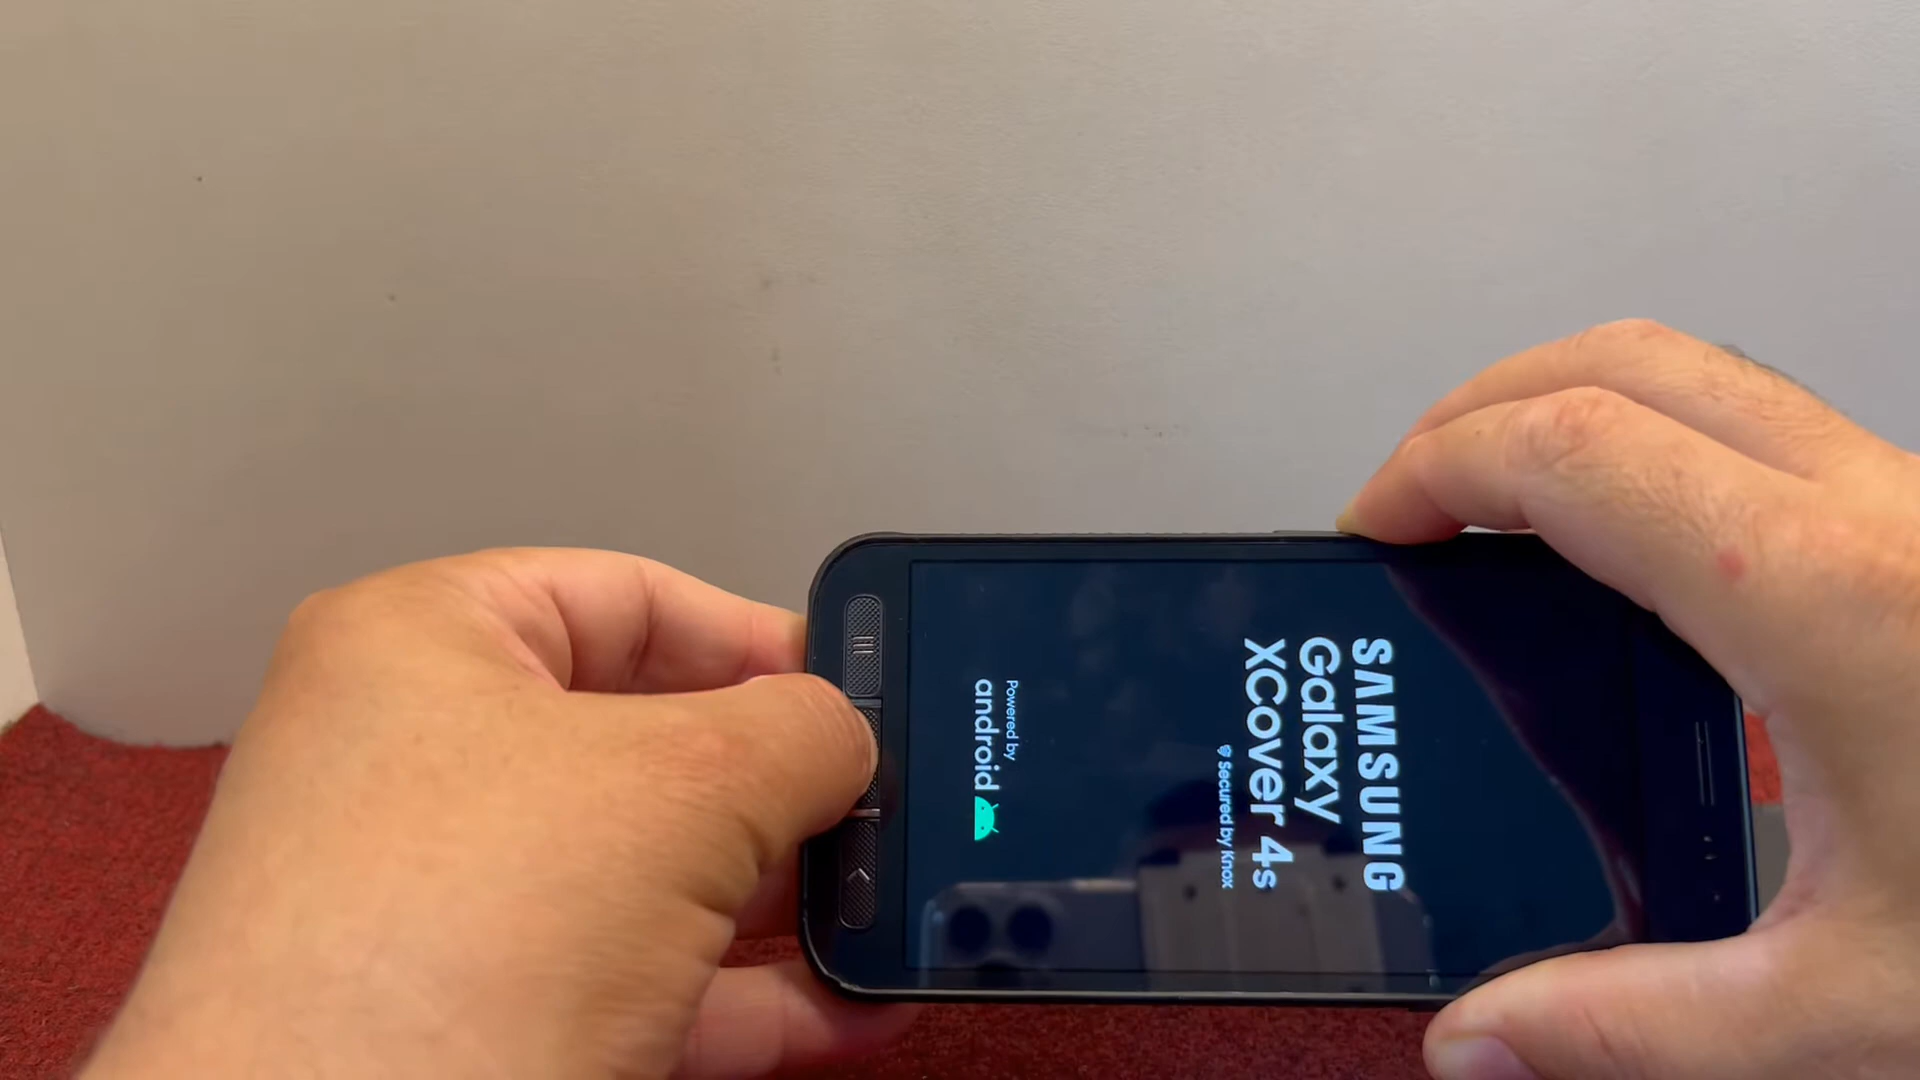 SAMSUNG
Galaxy
XCover 4s
Secured by Knox
Powered by
android